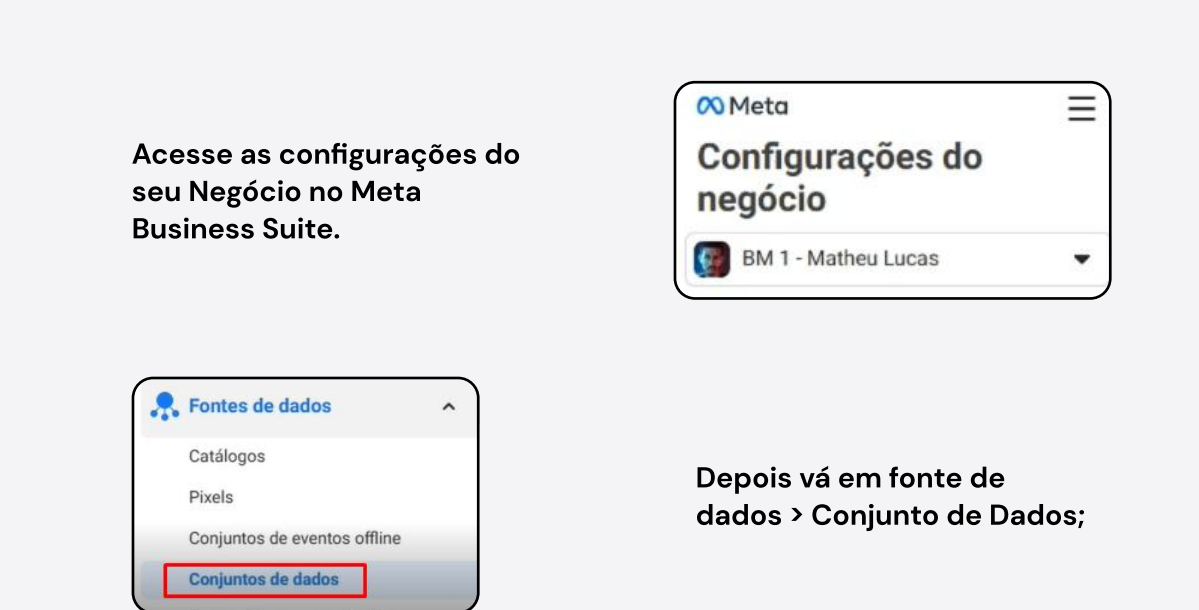 Acesse as configurações do
seu Negócio no Meta
Business Suite.
Meta
Configurações do
negócio
BM 1 - Matheu Lucas
Fontes de dados
Catálogos
Pixels
Conjuntos de eventos offline
Conjuntos de dados
Depois vá em fonte de
dados > Conjunto de Dados;